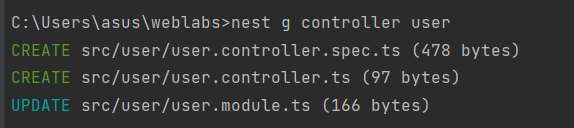 C:\Users\asus\weblabs>nest g controller user
CREATE src/user/user.controller.spec.ts (478 bytes)
CREATE src/user/user.controller.ts (97 bytes)
UPDATE src/user/user.module.ts (166 bytes)